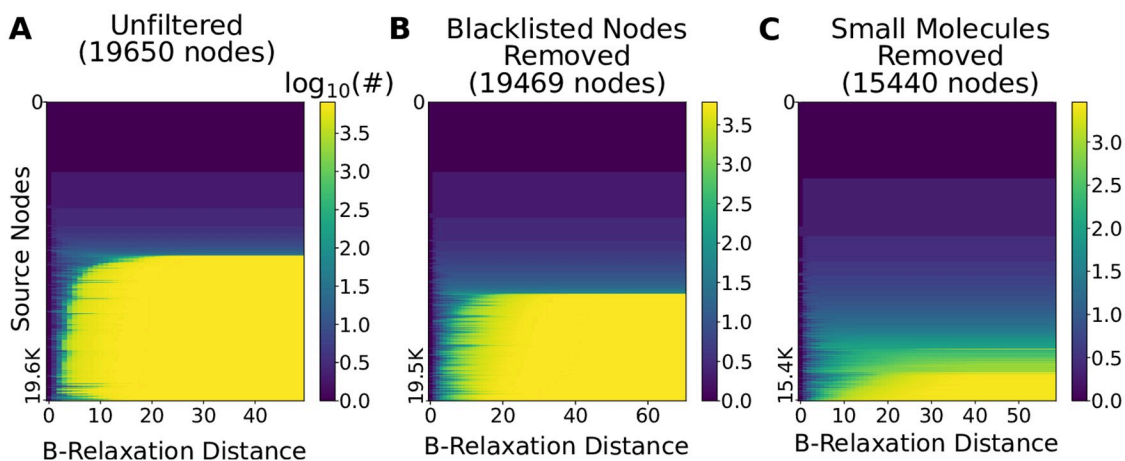 A
Unfiltered
(19650 nodes)
log10(#)
Source Nodes
0
19.6K
0
10
20
30
40
B-Relaxation Distance
3.5
3.0
2.5
2.0
1.5
1.0
0.5
0.0
B
Blacklisted Nodes
Removed
(19469 nodes)
0
19.5K
0
20
40
60
B-Relaxation Distance
3.5
3.0
2.5
2.0
1.5
1.0
0.5
0.0
C
Small Molecules
Removed
(15440 nodes)
0
15.4K
0
10
20
30
40
50
B-Relaxation Distance
3.0
2.5
2.0
1.5
1.0
0.5
0.0